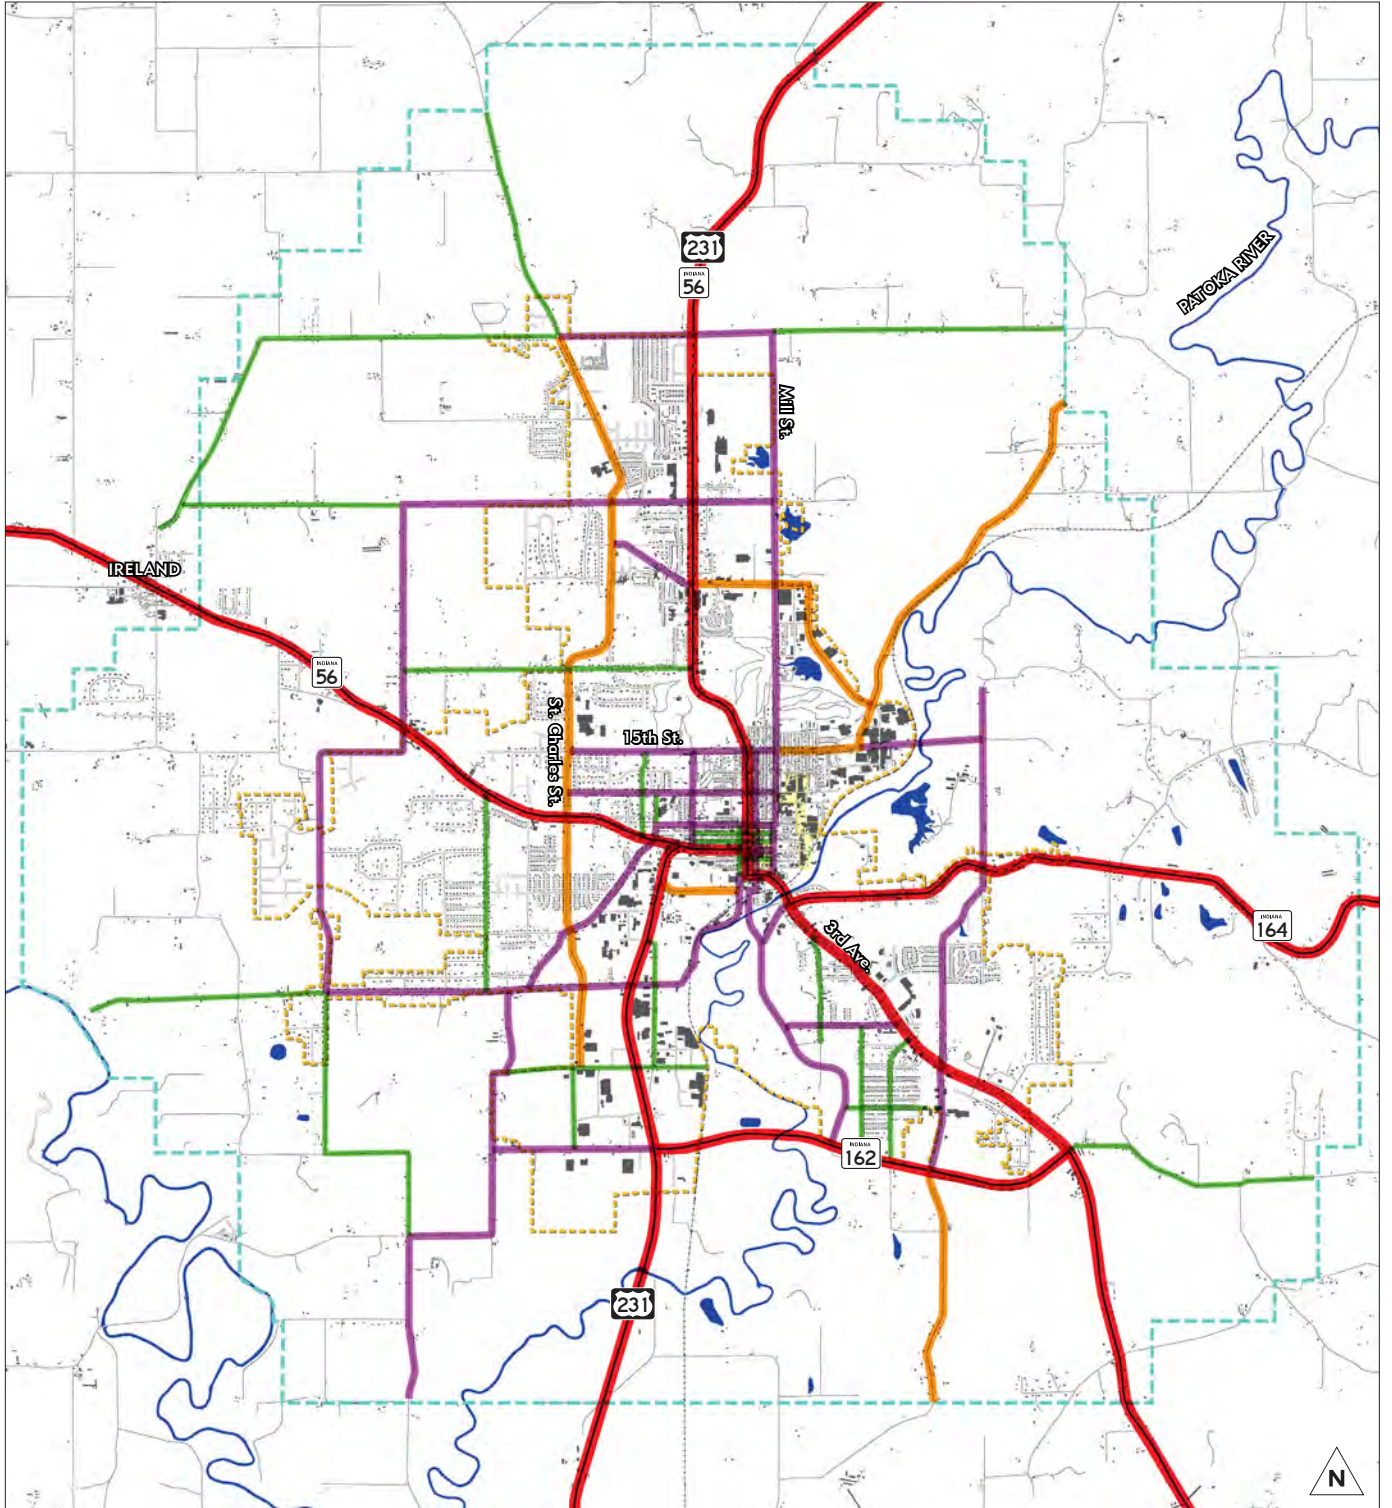 231
INDIANA
56
PATOKA RIVER
Mill St.
IRELAND
INDIANA
56
St. Charles St.
15th St.
3rd Ave.
INDIANA
164
INDIANA
162
231
N